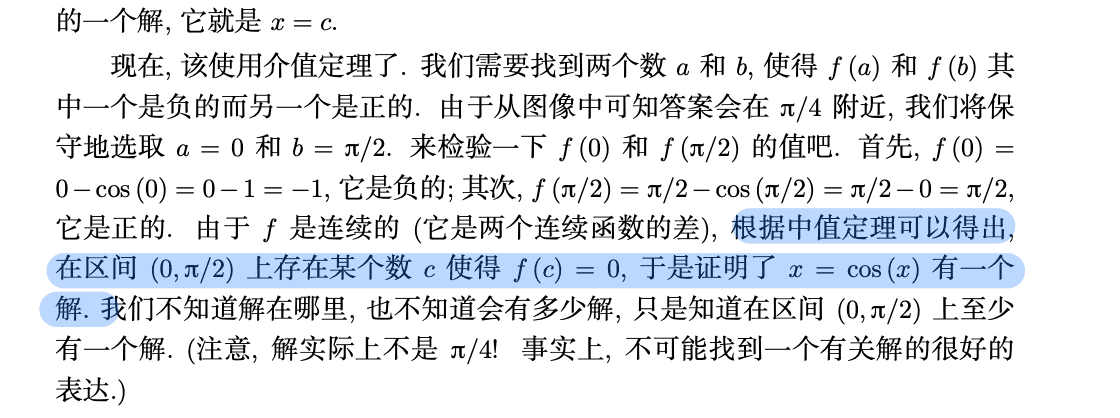 的一个解, 它就是 x = c.
现在, 该使用介值定理了. 我们需要找到两个数 a 和 b, 使得 f (a) 和 f (b) 其
中一个是负的而另一个是正的. 由于从图像中可知答案会在 π/4 附近, 我们将保
守地选取 a = 0 和 b = π/2. 来检验一下 f (0) 和 f (π/2) 的值吧. 首先, f (0) =
0 − cos (0) = 0 − 1 = −1, 它是负的; 其次, f (π/2) = π/2 − cos (π/2) = π/2 − 0 = π/2,
它是正的. 由于 f 是连续的 (它是两个连续函数的差), 根据中值定理可以得出,
在区间 (0, π/2) 上存在某个数 c 使得 f (c) = 0, 于是证明了 x = cos (x) 有一个
解. 我们不知道解在哪里, 也不知道会有多少解, 只是知道在区间 (0, π/2) 上至少
有一个解. (注意, 解实际上不是 π/4! 事实上, 不可能找到一个有关解的很好的
表达.)